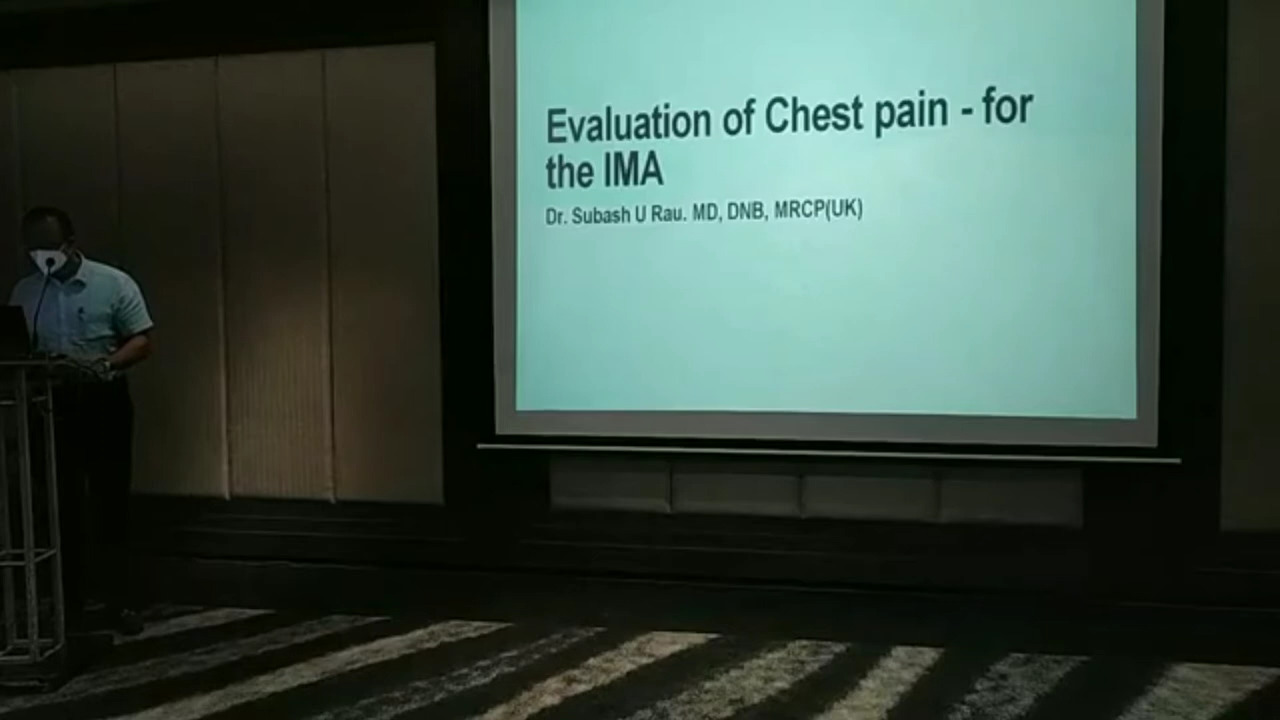 Evaluation of Chest pain - for
the IMA
Dr. Subash U Rau. MD, DNB, MRCP(UK)